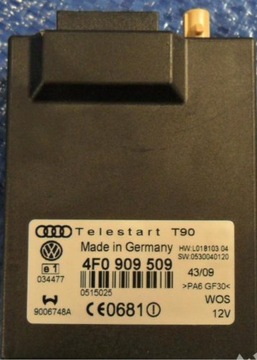 Telestart T90
Made in Germany
HW:L018103 04
SW:0530040120
e1
034477
4F0 909 509
43/09
0515025
>PA6 GF30<
9006748A
CE0681
WOS
12V